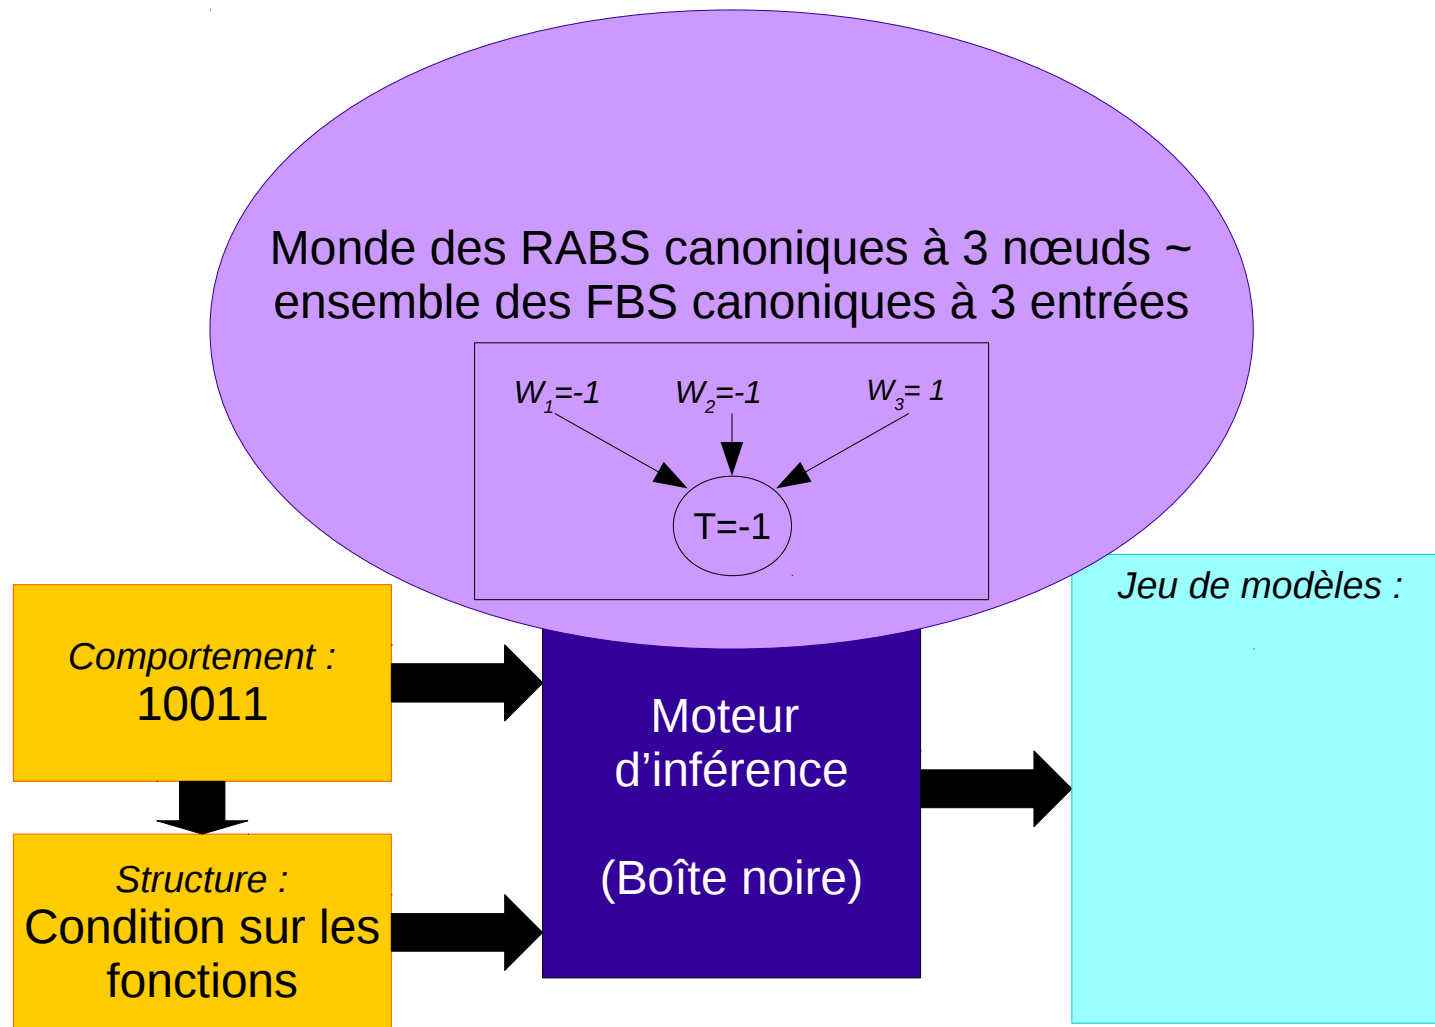 Monde des RABS canoniques à 3 nœuds ~
ensemble des FBS canoniques à 3 entrées
W1=-1 W2=-1 W3= 1
T=-1
Jeu de modèles :
Comportement :
10011
Moteur
d’inférence
(Boîte noire)
Structure :
Condition sur les
fonctions